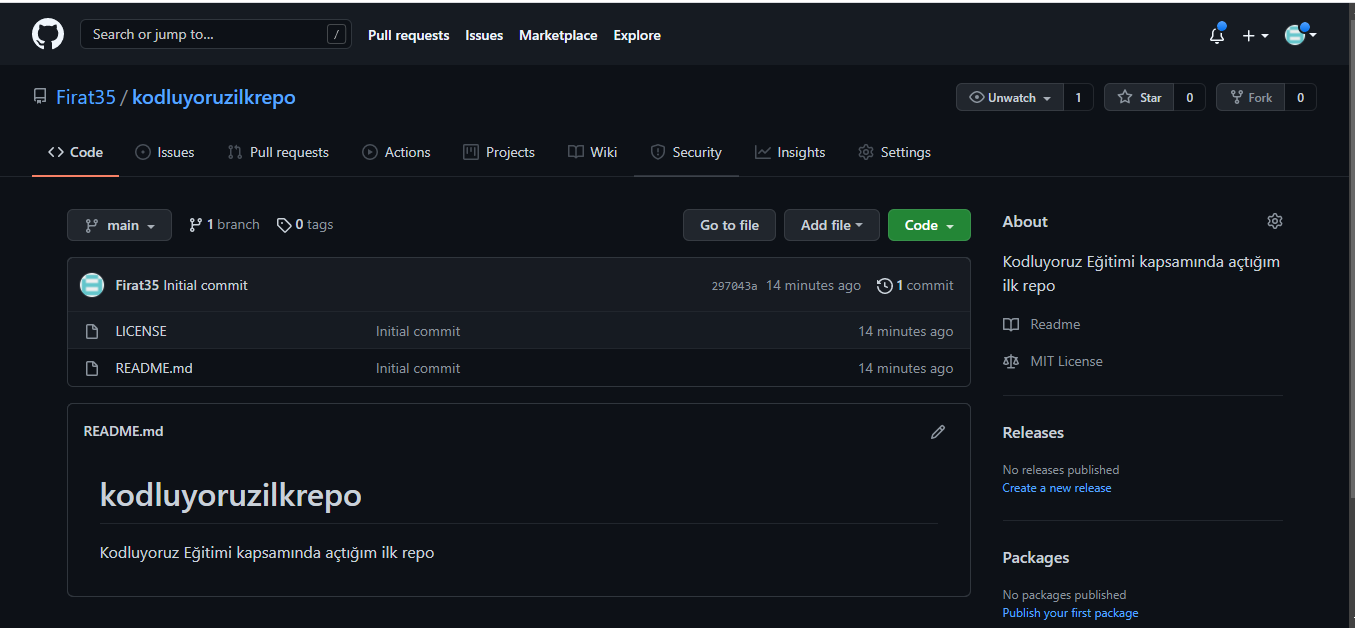 Search or jump to... /
Pull requests Issues Marketplace Explore
Firat35 / kodluyoruzilkrepo
Unwatch 1 Star 0 Fork 0
Code Issues Pull requests Actions Projects Wiki Security Insights Settings
main 1 branch 0 tags
Go to file Add file Code
Firat35 Initial commit 297043a 14 minutes ago 1 commit
LICENSE Initial commit 14 minutes ago
README.md Initial commit 14 minutes ago
README.md
kodluyoruzilkrepo
Kodluyoruz Eğitimi kapsamında açtığım ilk repo
About
Kodluyoruz Eğitimi kapsamında açtığım
ilk repo
Readme
MIT License
Releases
No releases published
Create a new release
Packages
No packages published
Publish your first package